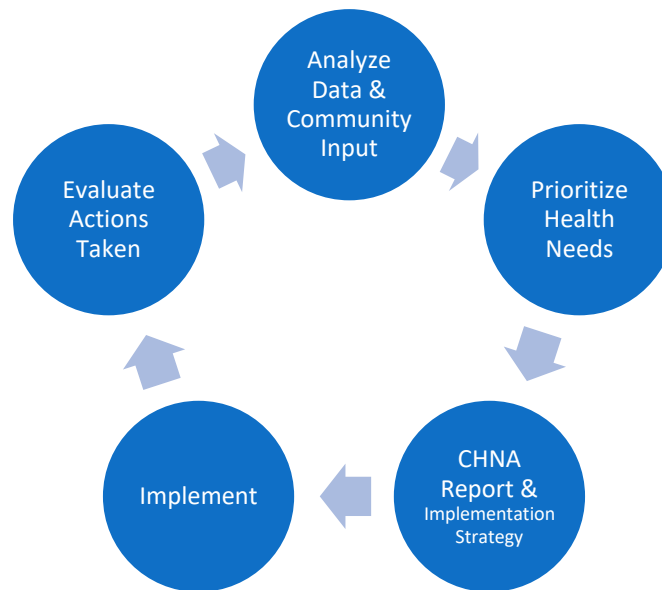 Analyze
Data &
Community
Input
Prioritize
Health
Needs
CHNA
Report &
Implementation
Strategy
Implement
Evaluate
Actions
Taken